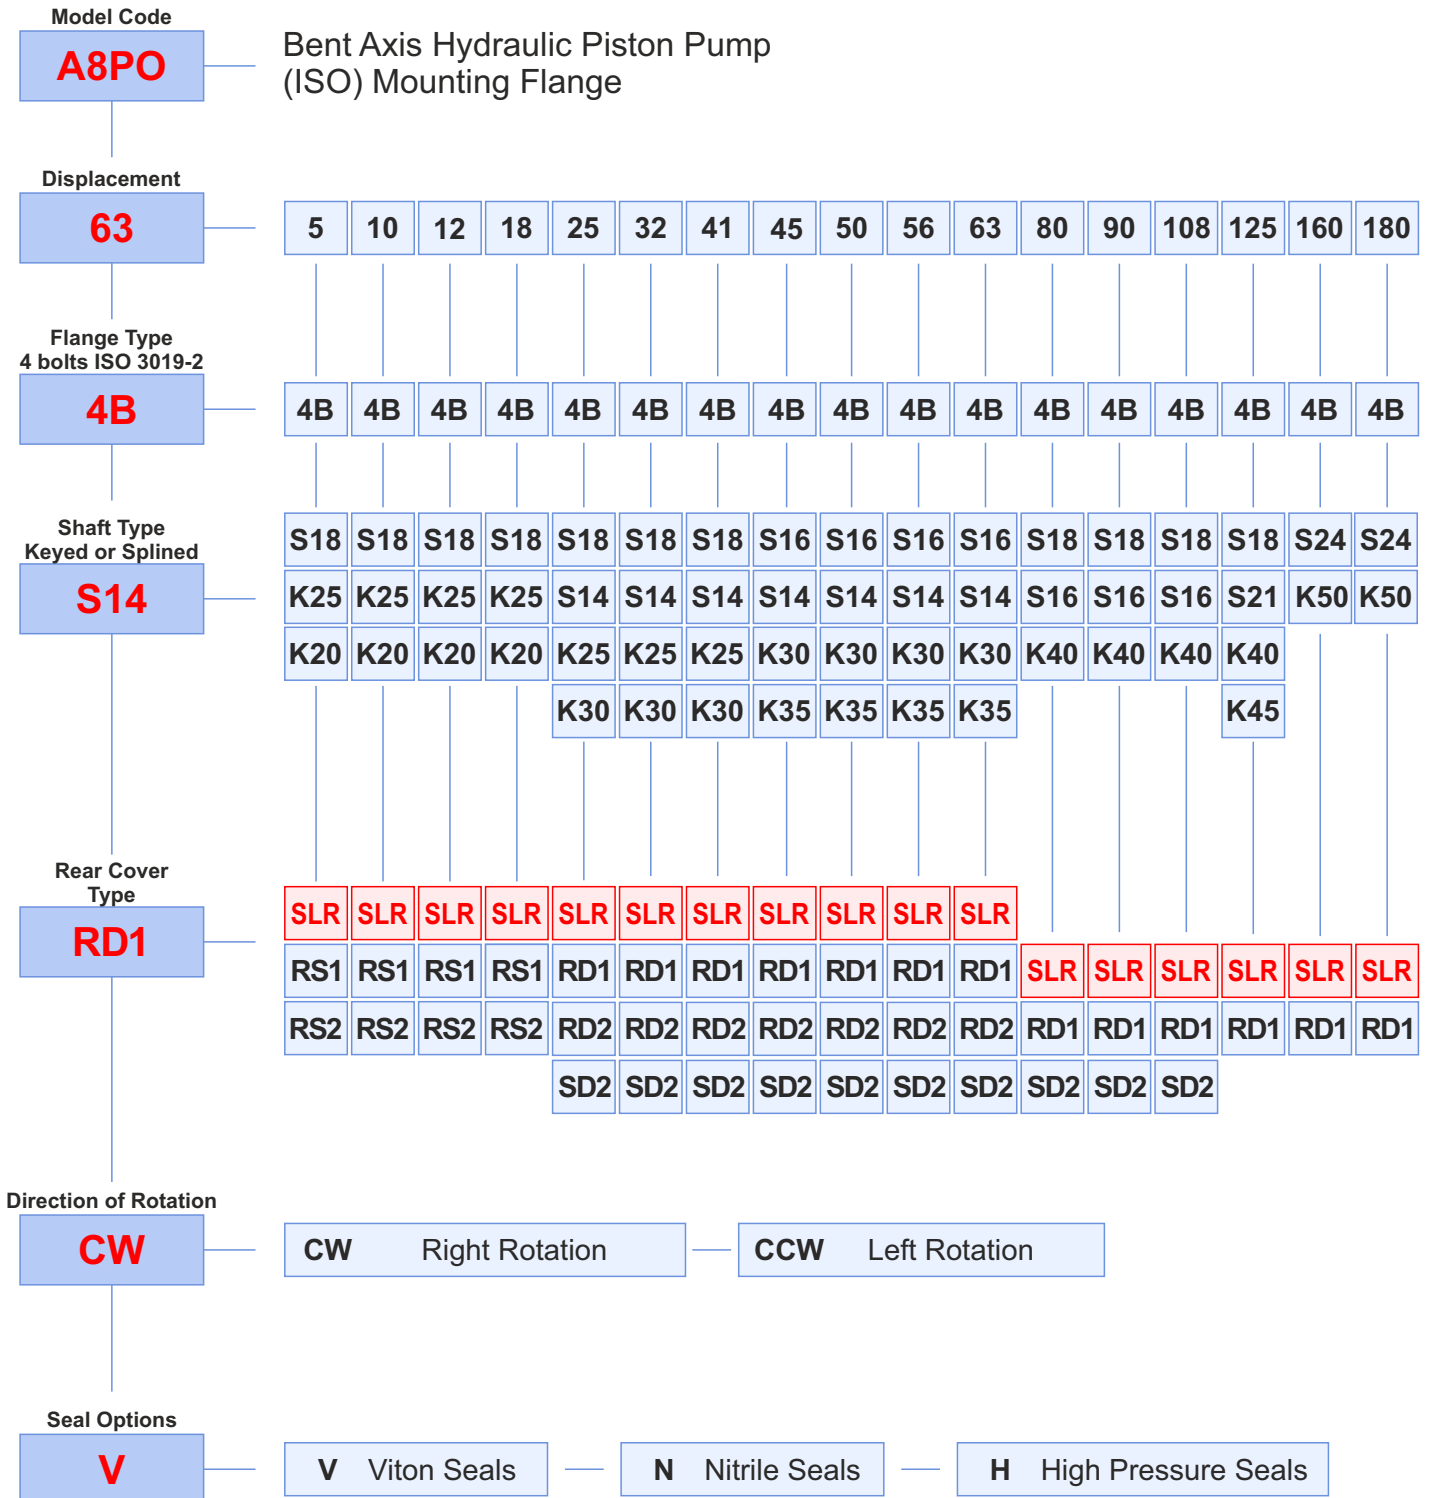 Model Code
A8PO
Bent Axis Hydraulic Piston Pump
(ISO) Mounting Flange
Displacement
63
5 10 12 18 25 32 41 45 50 56 63 80 90 108 125 160 180
Flange Type
4 bolts ISO 3019-2
4B
4B 4B 4B 4B 4B 4B 4B 4B 4B 4B 4B 4B 4B 4B 4B 4B 4B
Shaft Type
Keyed or Splined
S14
S18 S18 S18 S18 S18 S18 S18 S16 S16 S16 S16 S18 S18 S18 S18 S24 S24
K25 K25 K25 K25 S14 S14 S14 S14 S14 S14 S14 S16 S16 S16 S21 K50 K50
K20 K20 K20 K20 K25 K25 K25 K30 K30 K30 K30 K40 K40 K40 K40
K30 K30 K30 K35 K35 K35 K35 K45
Rear Cover
Type
RD1
SLR SLR SLR SLR SLR SLR SLR SLR SLR SLR SLR
RS1 RS1 RS1 RS1 RD1 RD1 RD1 RD1 RD1 RD1 RD1 SLR SLR SLR SLR SLR SLR
RS2 RS2 RS2 RS2 RD2 RD2 RD2 RD2 RD2 RD2 RD2 RD1 RD1 RD1 RD1 RD1 RD1
SD2 SD2 SD2 SD2 SD2 SD2 SD2 SD2 SD2 SD2
Direction of Rotation
CW
CW Right Rotation CCW Left Rotation
Seal Options
V
V Viton Seals N Nitrile Seals H High Pressure Seals